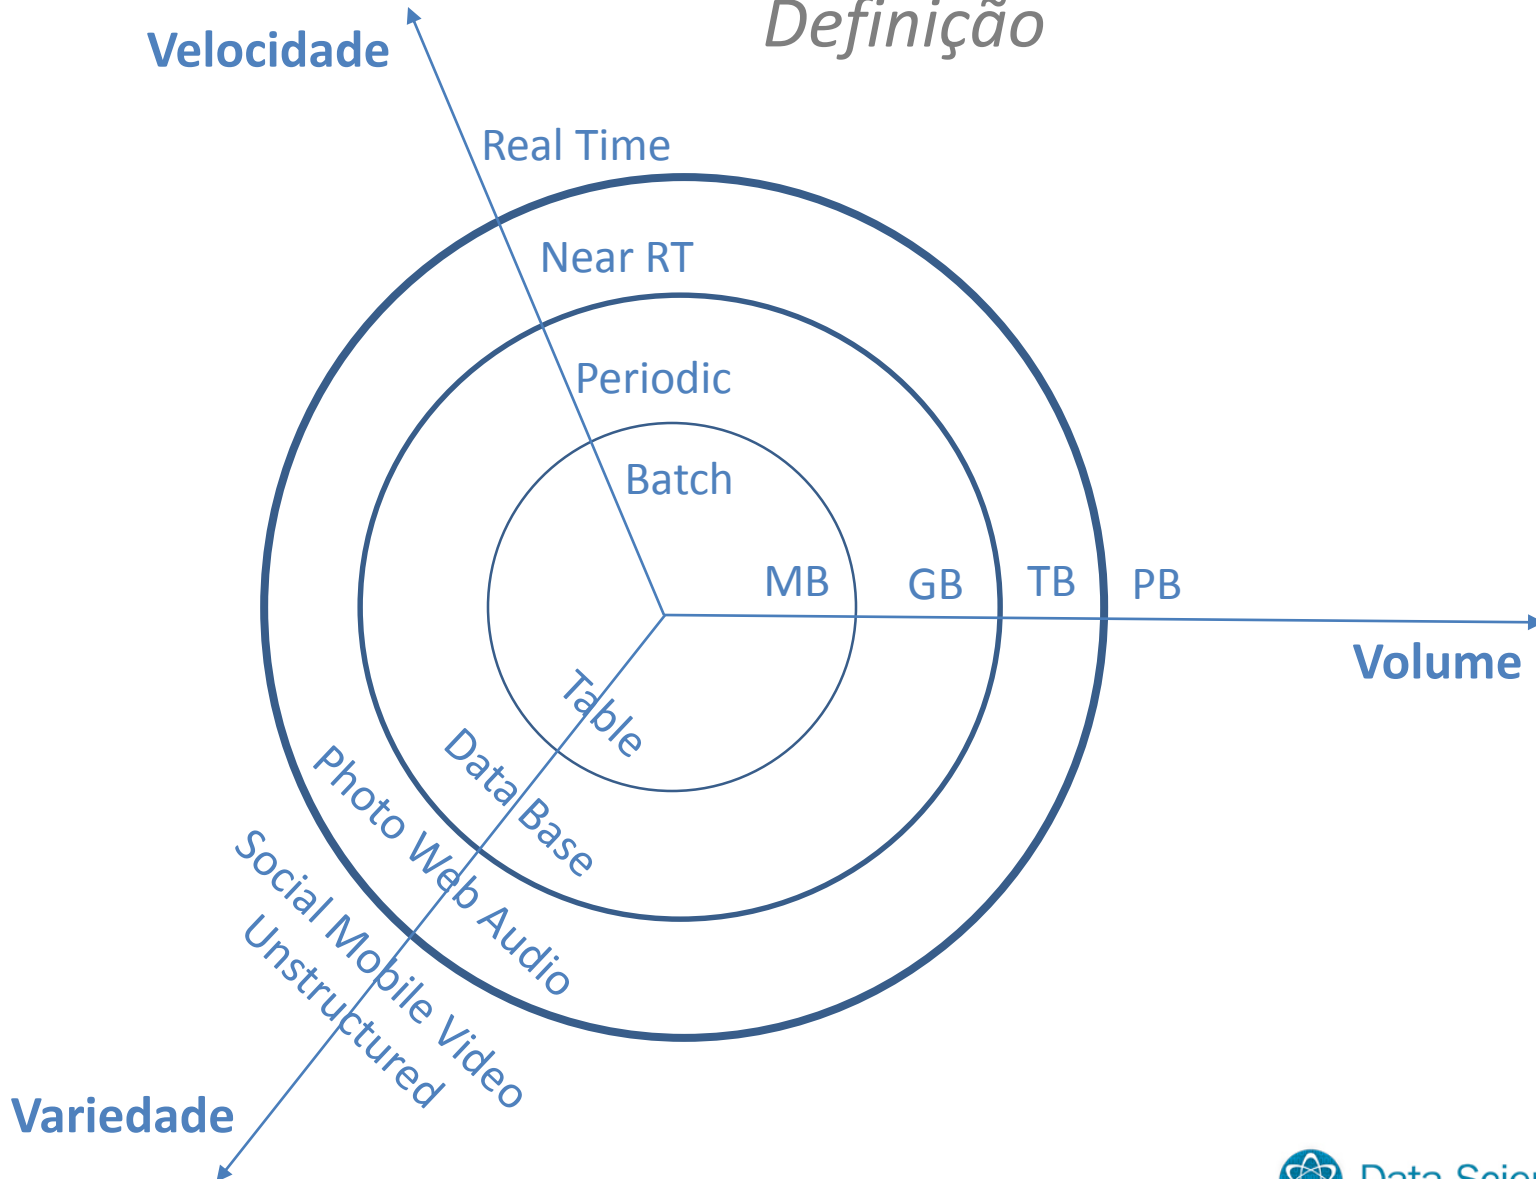 Definição
Velocidade
Real Time
Near RT
Periodic
Batch
MB
GB
TB
PB
Volume
Table
Data Base
Photo Web Audio
Social Mobile Video
Unstructured
Variedade
Data